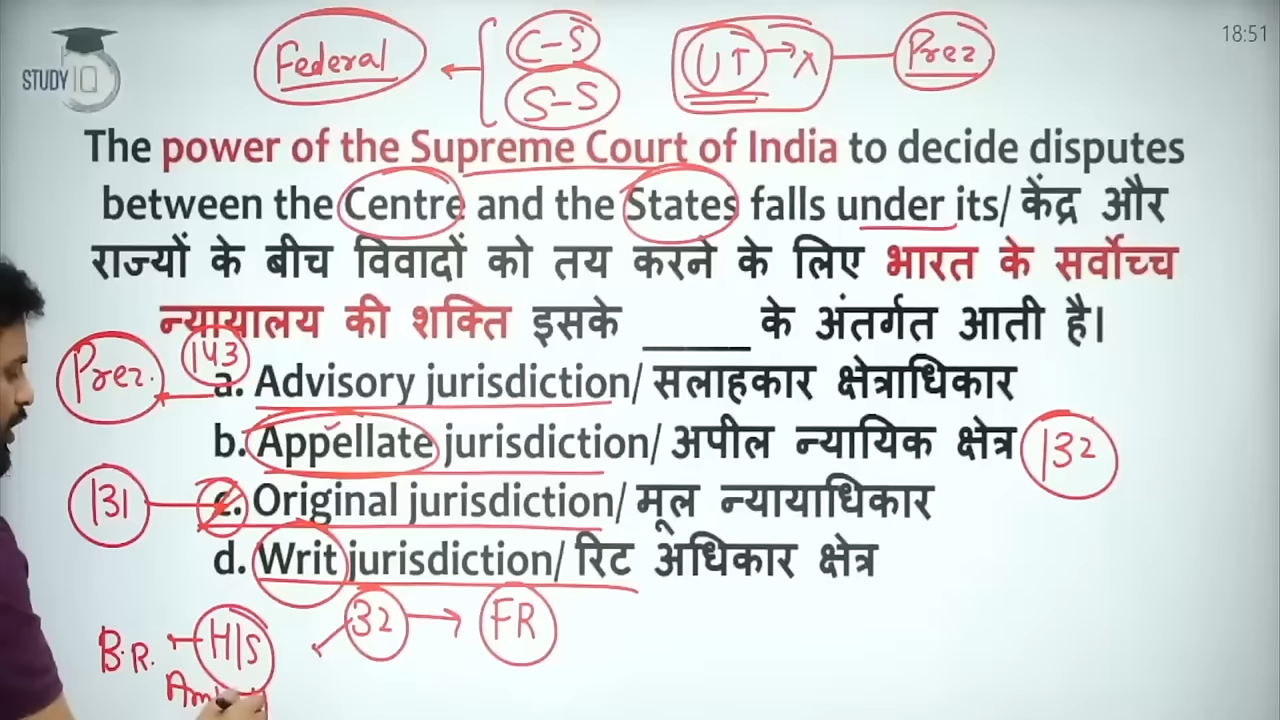 18:51
STUDY IQ
Federal
C-S
S-S
UT → X
Prez
The power of the Supreme Court of India to decide disputes
between the Centre and the States falls under its/ केंद्र और
राज्यों के बीच विवादों को तय करने के लिए भारत के सर्वोच्च
न्यायालय की शक्ति इसके ______ के अंतर्गत आती है।
Prez.
143
a. Advisory jurisdiction/ सलाहकार क्षेत्राधिकार
b. Appellate jurisdiction/ अपील न्यायिक क्षेत्र
132
131
c. Original jurisdiction/ मूल न्यायाधिकार
d. Writ jurisdiction/ रिट अधिकार क्षेत्र
32 → FR
B.R. H/S